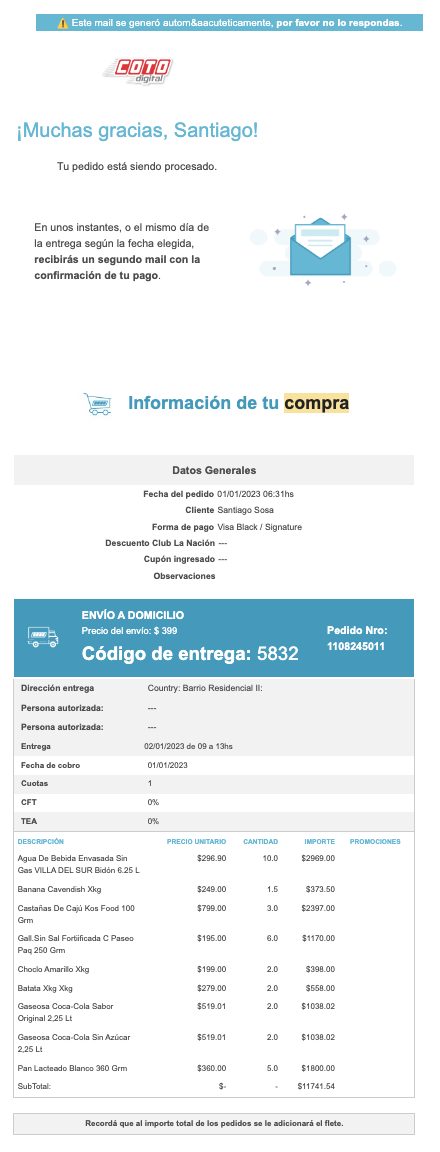 ⚠️ Este mail se generó autom&aacuteticamente, por favor no lo respondas.
COTO
digital
¡Muchas gracias, Santiago!
Tu pedido está siendo procesado.
En unos instantes, o el mismo día de
la entrega según la fecha elegida,
recibirás un segundo mail con la
confirmación de tu pago.
Información de tu compra
Datos Generales
Fecha del pedido 01/01/2023 06:31hs
Cliente Santiago Sosa
Forma de pago Visa Black / Signature
Descuento Club La Nación ---
Cupón ingresado ---
Observaciones
ENVÍO A DOMICILIO
Precio del envío: $ 399
Código de entrega: 5832
Pedido Nro:
1108245011
Dirección entrega Country: Barrio Residencial II:
Persona autorizada: ---
Persona autorizada: ---
Entrega 02/01/2023 de 09 a 13hs
Fecha de cobro 01/01/2023
Cuotas 1
CFT 0%
TEA 0%
DESCRIPCIÓN PRECIO UNITARIO CANTIDAD IMPORTE PROMOCIONES
Agua De Bebida Envasada Sin $296.90 10.0 $2969.00
Gas VILLA DEL SUR Bidón 6.25 L
Banana Cavendish Xkg $249.00 1.5 $373.50
Castañas De Cajú Kos Food 100 $799.00 3.0 $2397.00
Grm
Gall.Sin Sal Fortiificada C Paseo $195.00 6.0 $1170.00
Paq 250 Grm
Choclo Amarillo Xkg $199.00 2.0 $398.00
Batata Xkg Xkg $279.00 2.0 $558.00
Gaseosa Coca-Cola Sabor $519.01 2.0 $1038.02
Original 2,25 Lt
Gaseosa Coca-Cola Sin Azúcar $519.01 2.0 $1038.02
2,25 Lt
Pan Lacteado Blanco 360 Grm $360.00 5.0 $1800.00
SubTotal: $- - $11741.54
Recordá que al importe total de los pedidos se le adicionará el flete.